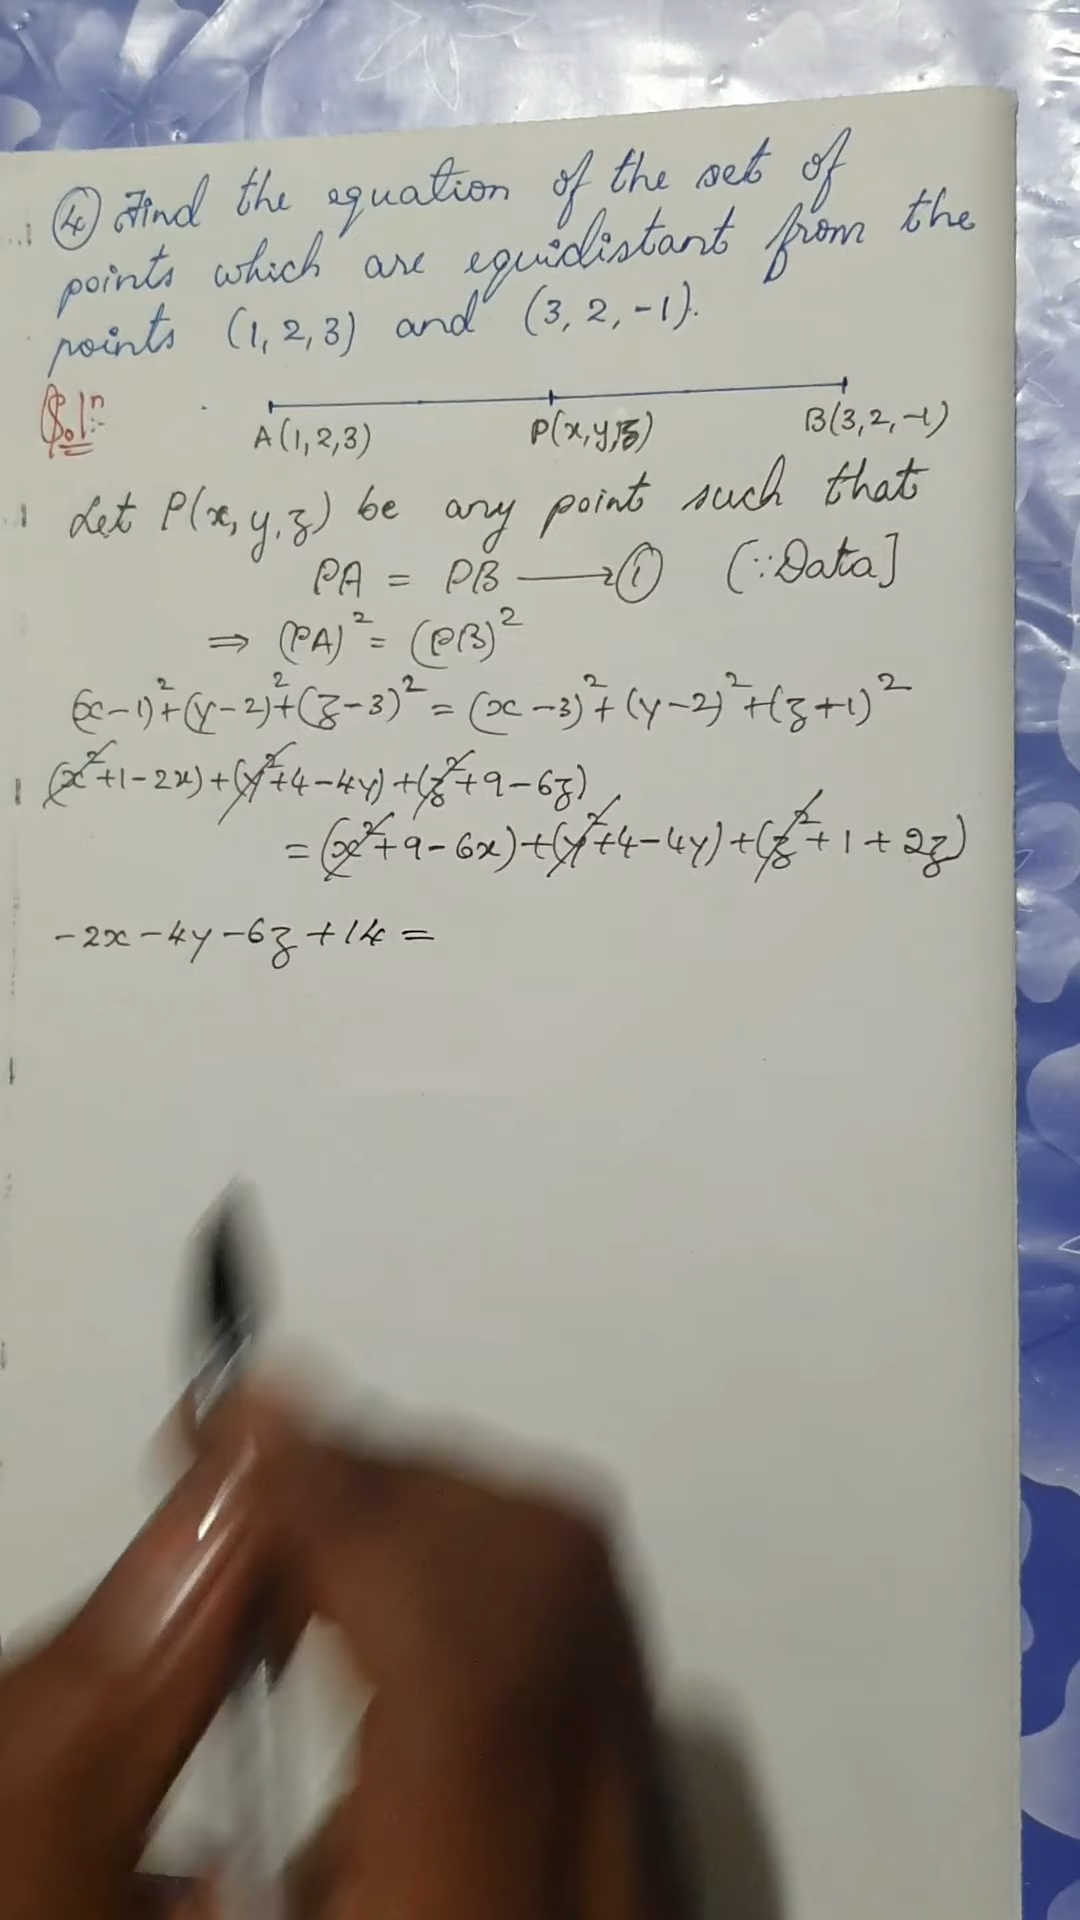 ④ Find the equation of the set of
points which are equidistant from the
points (1, 2, 3) and (3, 2, -1).
Solⁿ:-
A(1, 2, 3) P(x, y, z) B(3, 2, -1)
Let P(x, y, z) be any point such that
PA = PB ⟶ ① (∵Data]
⇒ (PA)² = (PB)²
(x-1)²+(y-2)²+(z-3)² = (x-3)²+(y-2)²+(z+1)²
(x²+1-2x)+(y²+4-4y)+(z²+9-6z)
= (x²+9-6x)+(y²+4-4y)+(z²+1+2z)
-2x-4y-6z+14=